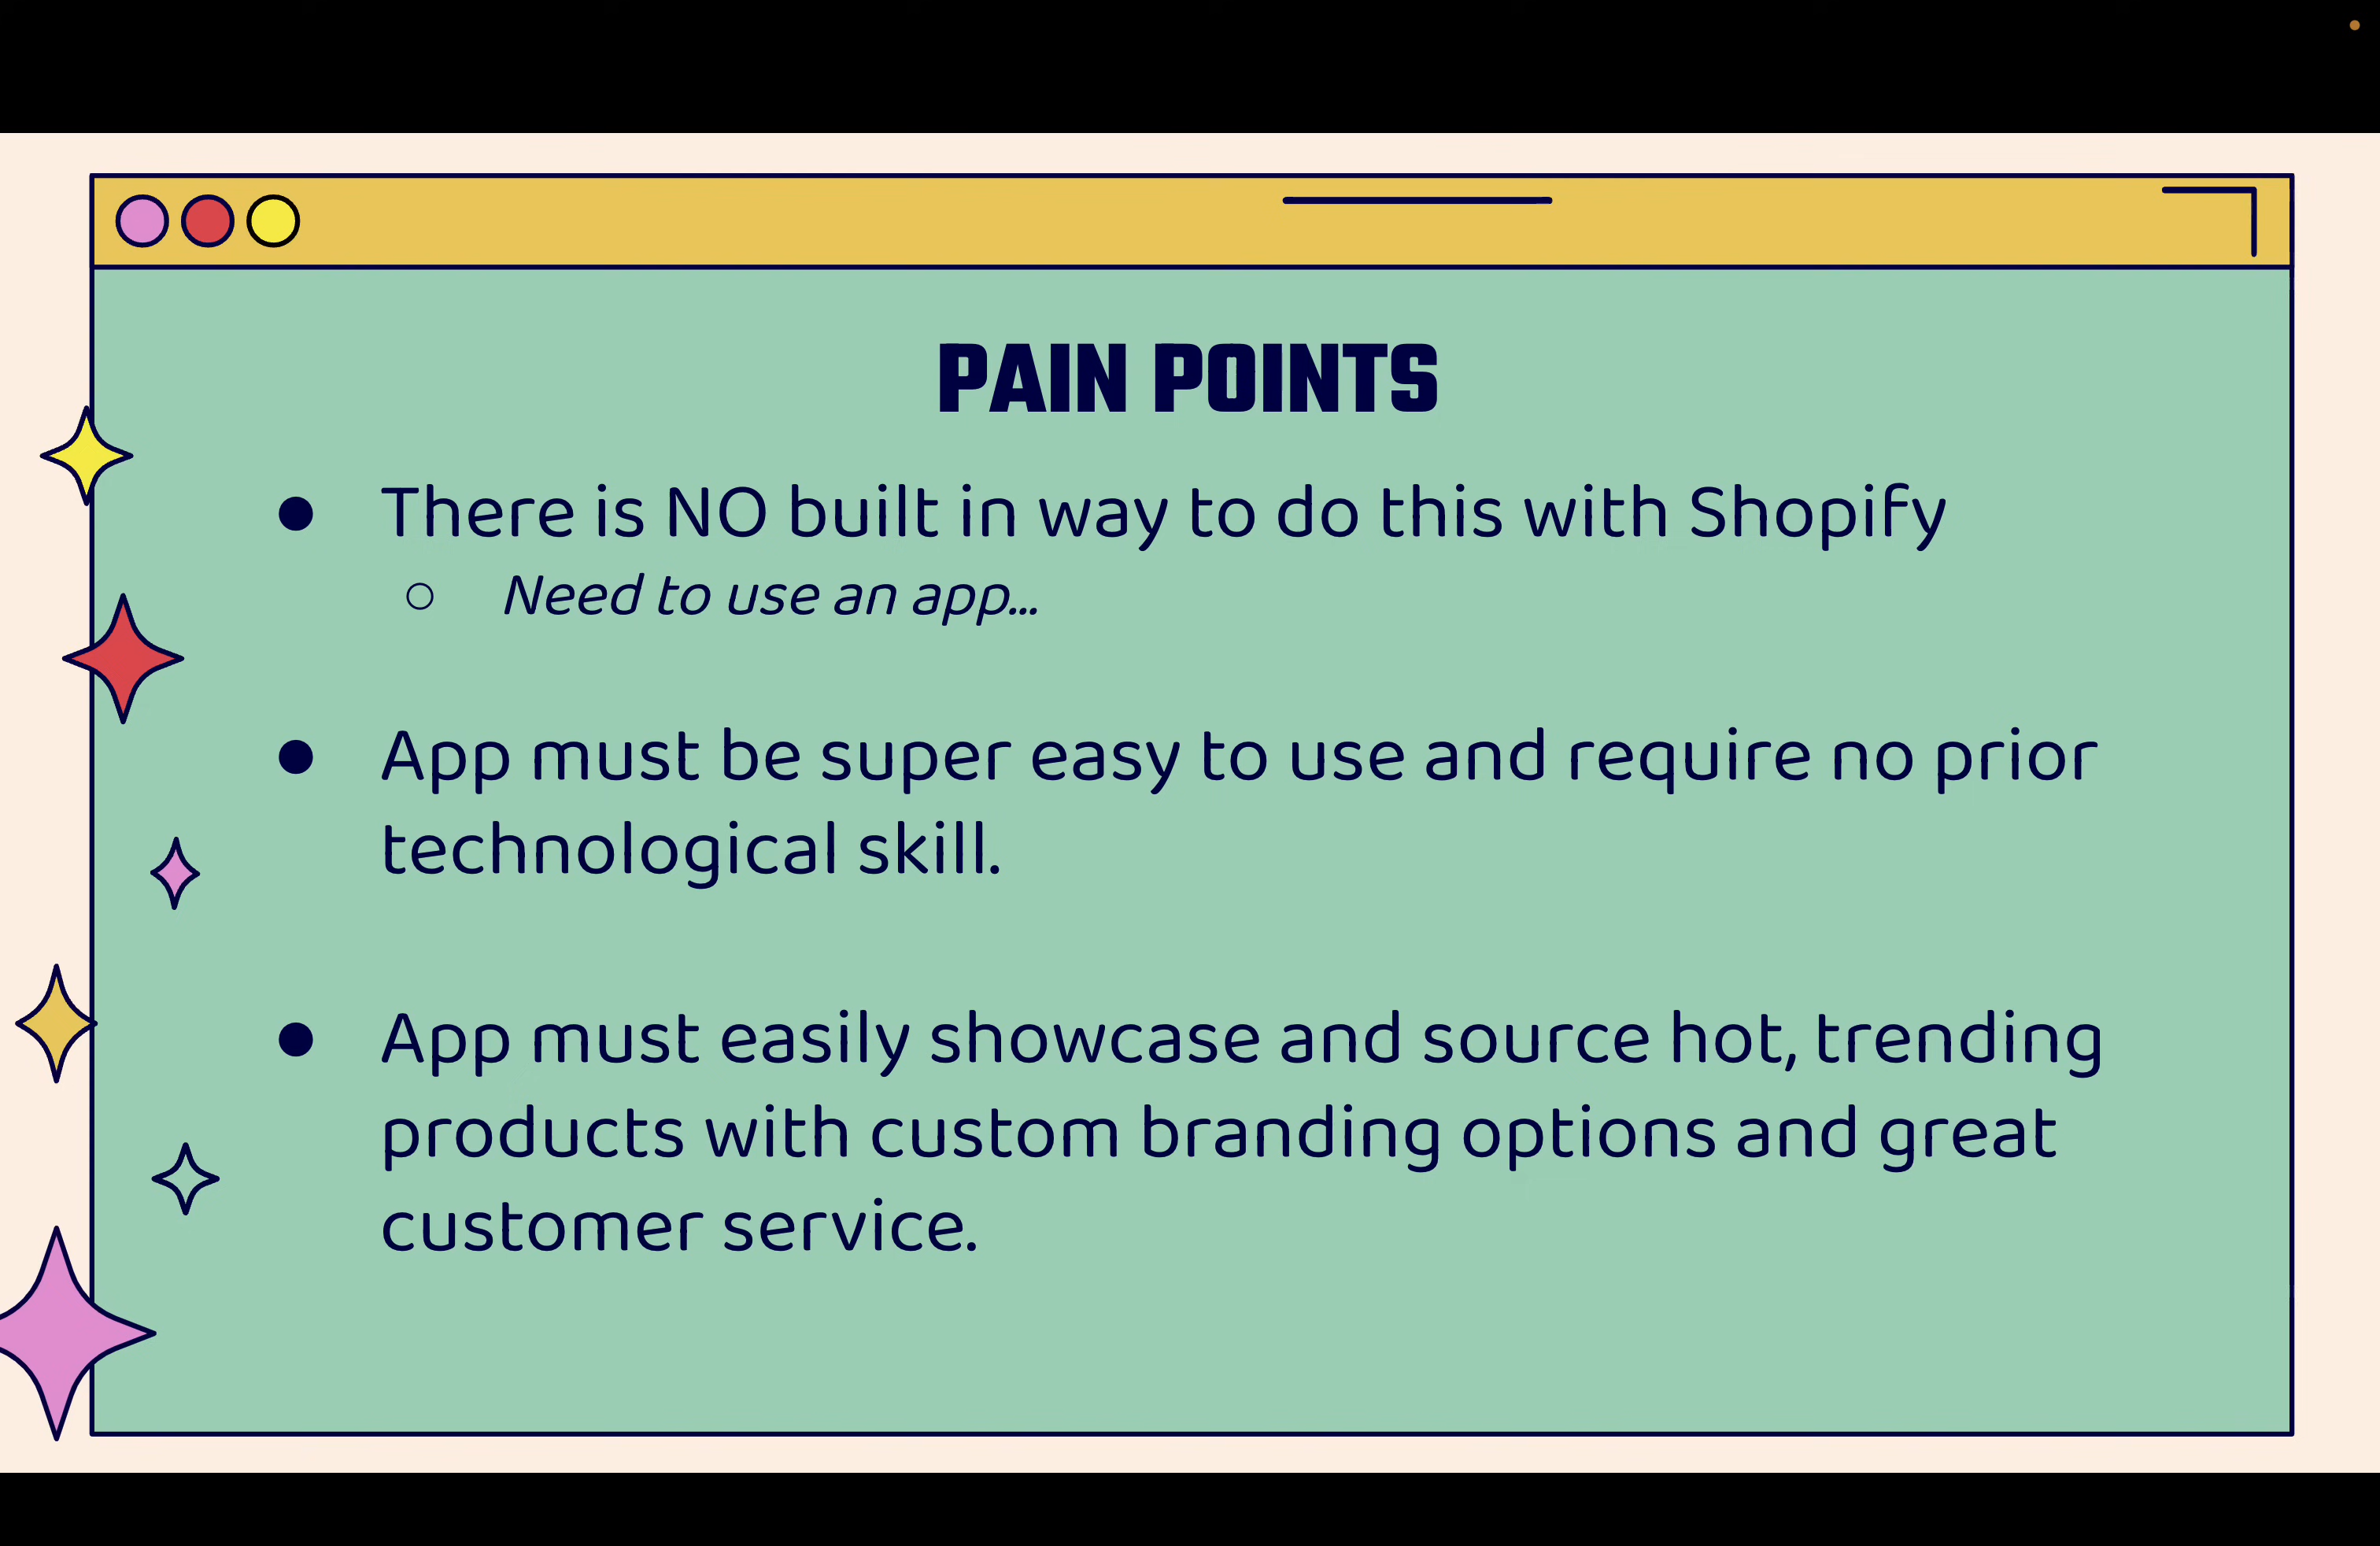 PAIN POINTS
● There is NO built in way to do this with Shopify
○ Need to use an app...
● App must be super easy to use and require no prior
technological skill.
● App must easily showcase and source hot, trending
products with custom branding options and great
customer service.